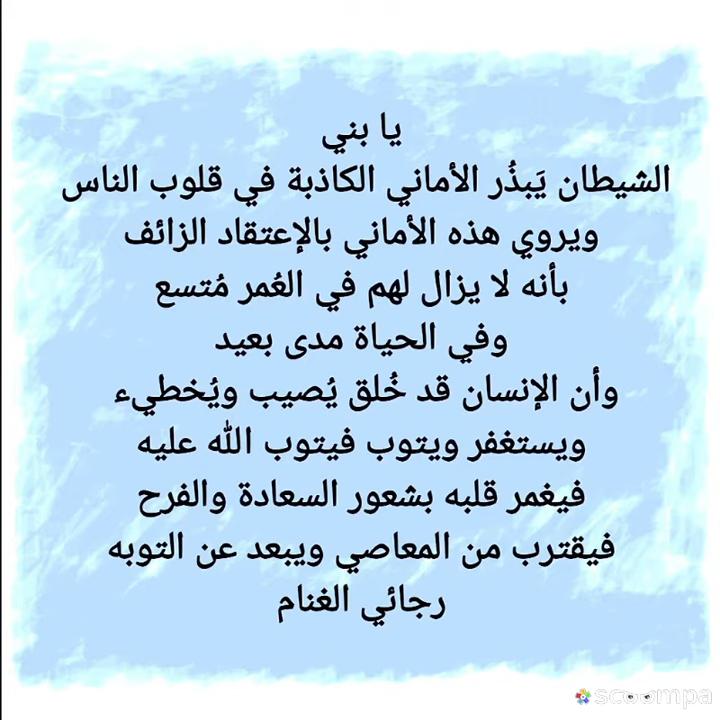 يا بني
الشيطان يَبذُر الأماني الكاذبة في قلوب الناس
ويروي هذه الأماني بالإعتقاد الزائف
بأنه لا يزال لهم في العُمر مُتسع
وفي الحياة مدى بعيد
وأن الإنسان قد خُلق يُصيب ويُخطيء
ويستغفر ويتوب فيتوب الله عليه
فيغمر قلبه بشعور السعادة والفرح
فيقترب من المعاصي ويبعد عن التوبه
رجائي الغنام
scoompa